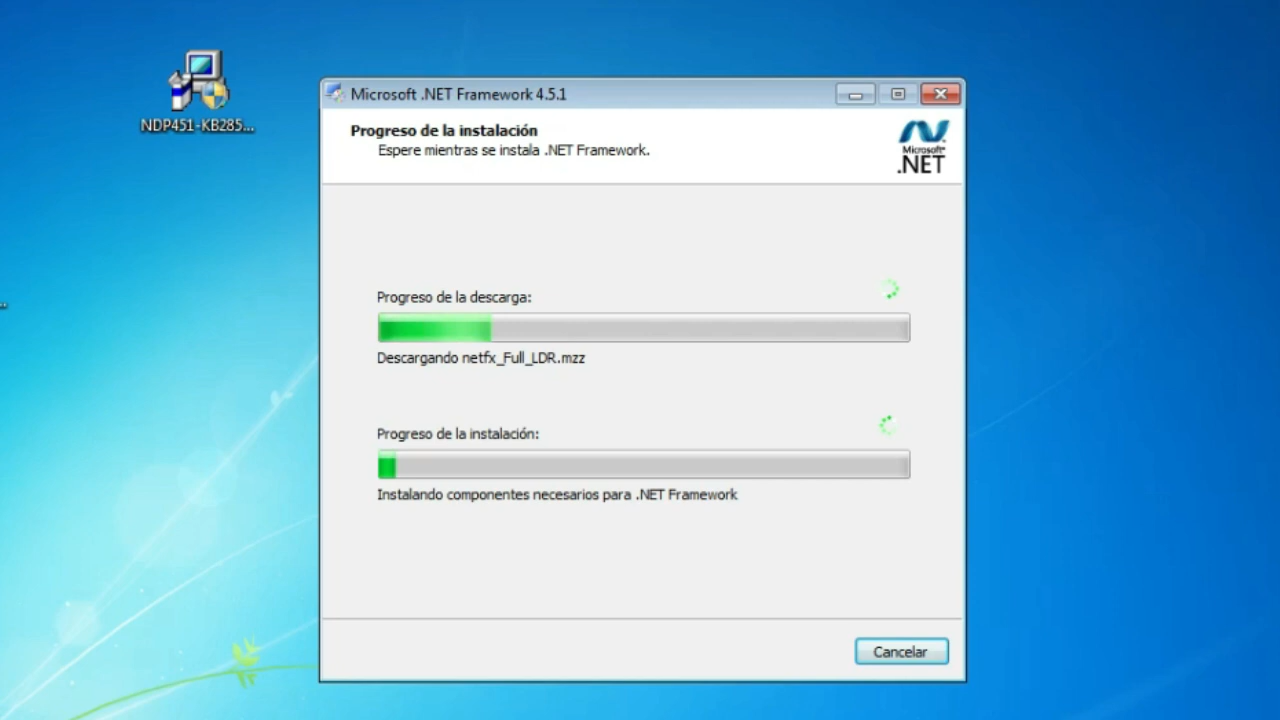 NDP451-KB285...
Microsoft .NET Framework 4.5.1
Progreso de la instalación
Espere mientras se instala .NET Framework.
Microsoft
.NET
Progreso de la descarga:
Descargando netfx_Full_LDR.mzz
Progreso de la instalación:
Instalando componentes necesarios para .NET Framework
Cancelar